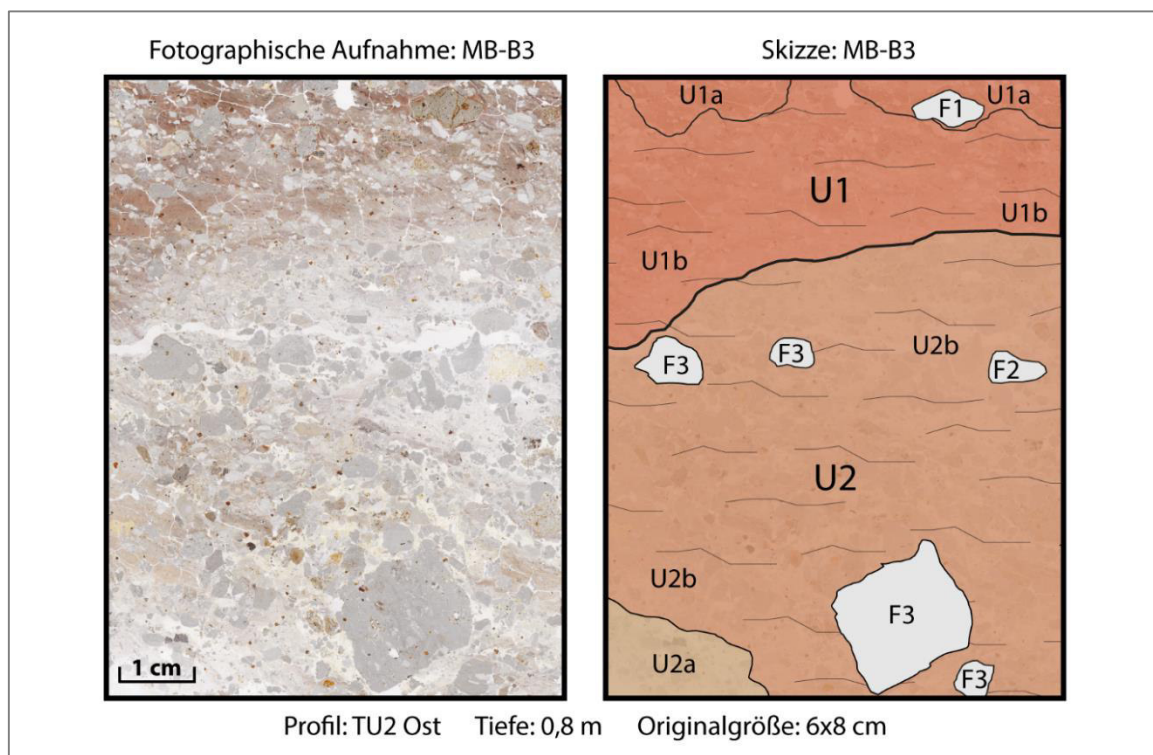 Fotographische Aufnahme: MB-B3
Skizze: MB-B3
U1a
F1
U1a
U1
U1b
U1b
F3
F3
U2b
F2
U2
U2b
F3
U2a
F3
1 cm
Profil: TU2 Ost Tiefe: 0,8 m Originalgröße: 6x8 cm